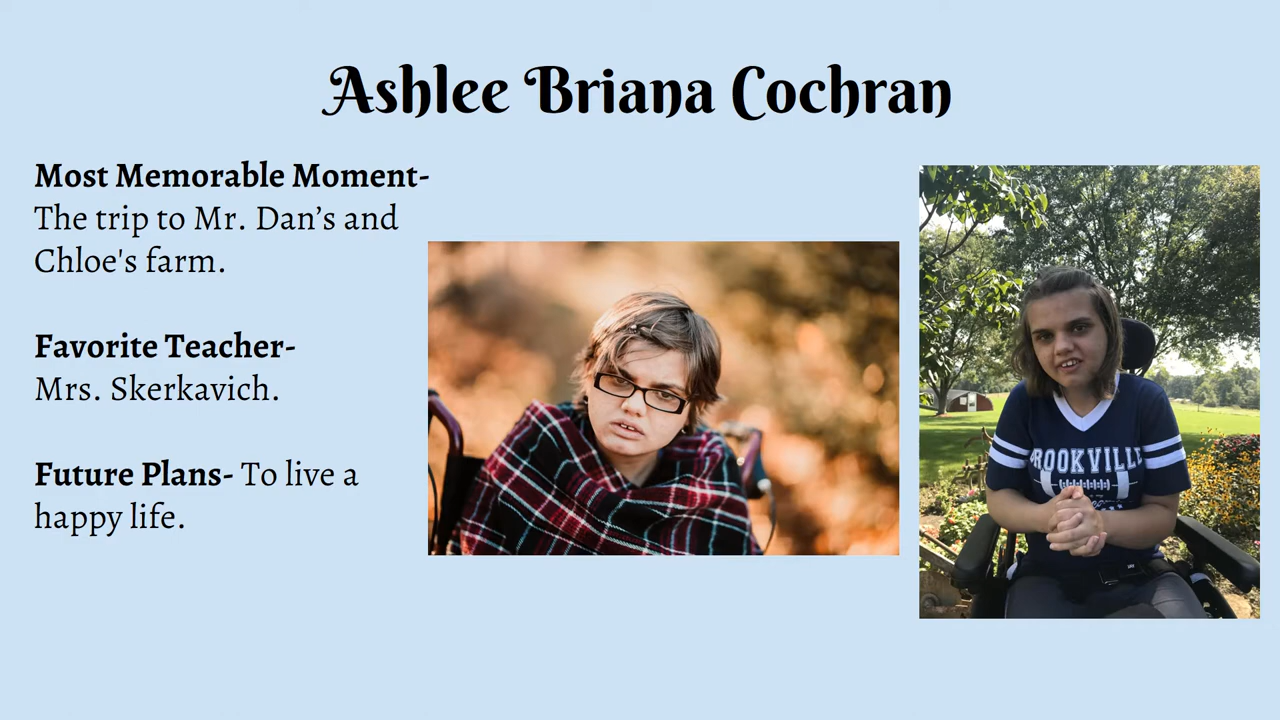 Ashlee Briana Cochran
Most Memorable Moment-
The trip to Mr. Dan’s and
Chloe's farm.
Favorite Teacher-
Mrs. Skerkavich.
Future Plans- To live a
happy life.
ROOKVILLE